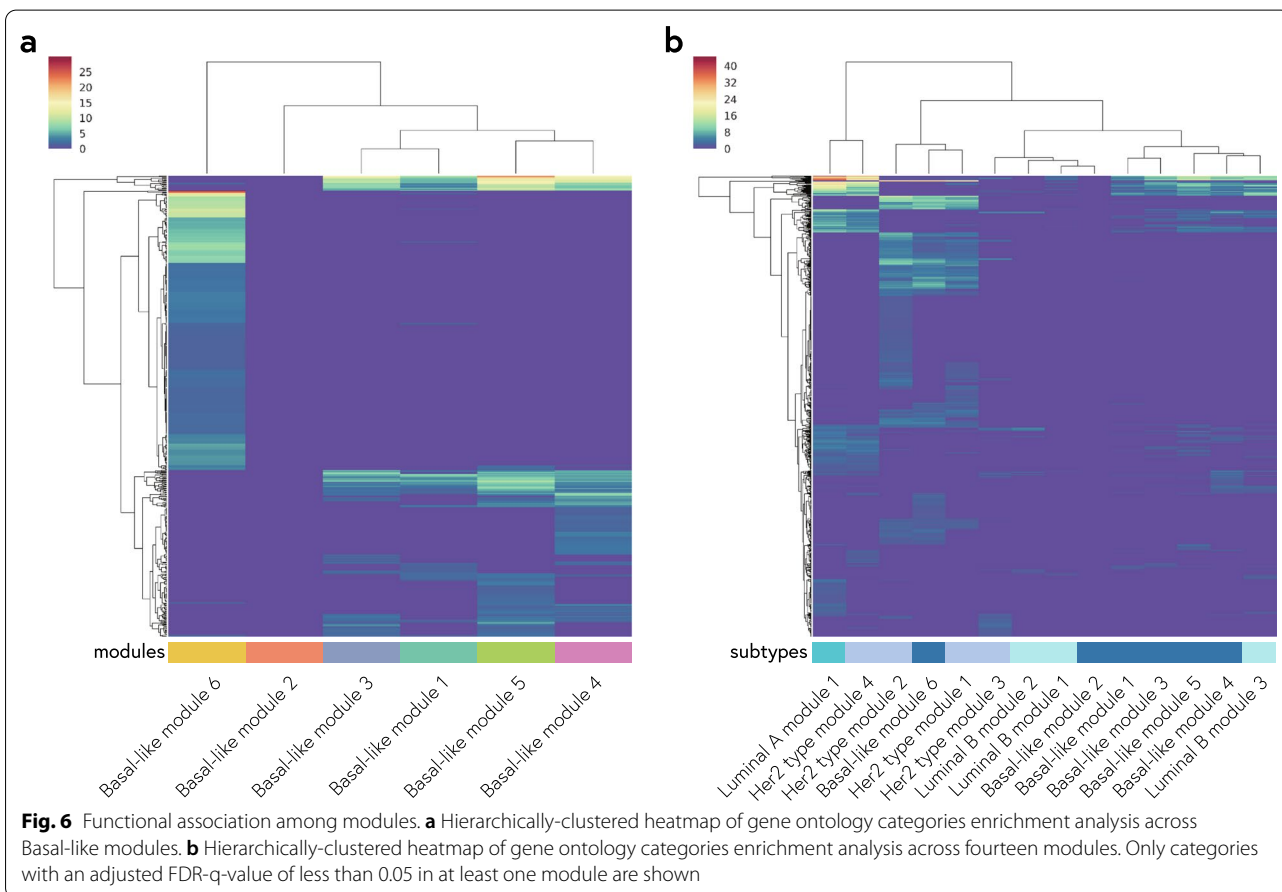 a
25
20
15
10
5
0
modules
Basal-like module 6
Basal-like module 2
Basal-like module 3
Basal-like module 1
Basal-like module 5
Basal-like module 4
b
40
32
24
16
8
0
subtypes
Luminal A module 1
Her2 type module 4
Her2 type module 2
Basal-like module 6
Her2 type module 1
Her2 type module 3
Luminal B module 2
Luminal B module 1
Basal-like module 2
Basal-like module 1
Basal-like module 3
Basal-like module 5
Basal-like module 4
Luminal B module 3
Fig. 6 Functional association among modules. a Hierarchically-clustered heatmap of gene ontology categories enrichment analysis across
Basal-like modules. b Hierarchically-clustered heatmap of gene ontology categories enrichment analysis across fourteen modules. Only categories
with an adjusted FDR-q-value of less than 0.05 in at least one module are shown